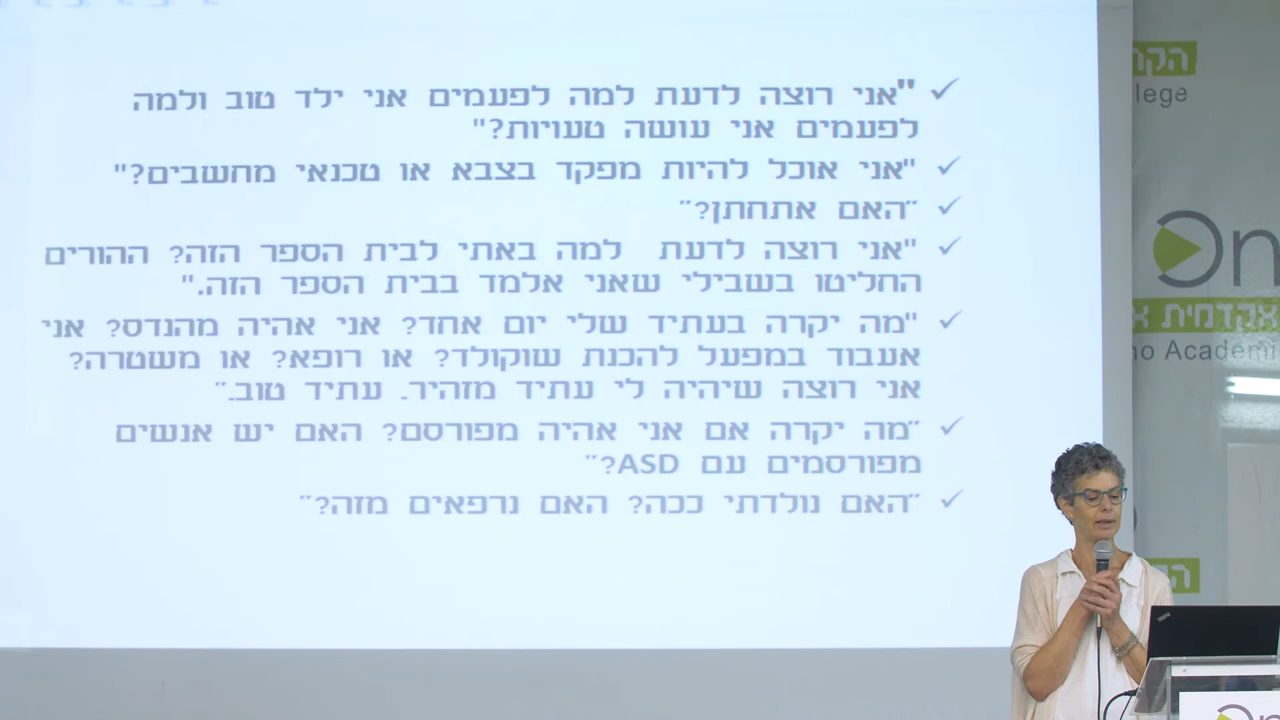 "אני רוצה לדעת למה לפעמים אני ילד טוב ולמה
לפעמים אני עושה טעויות?"
"אני אוכל להיות מפקד בצבא או טכנאי מחשבים?"
"האם אתחתן?"
"אני רוצה לדעת למה באתי לבית הספר הזה? ההורים
החליטו בשבילי שאני אלמד בבית הספר הזה."
"מה יקרה בעתיד שלי יום אחד? אני אהיה מהנדס? אני
אעבוד במפעל להכנת שוקולד? או רופא? או משטרה?
אני רוצה שיהיה לי עתיד מזהיר. עתיד טוב."
"מה יקרה אם אני אהיה מפורסם? האם יש אנשים
מפורסמים עם ASD?"
"האם נולדתי ככה? האם נרפאים מזה?"
On
אקדמית
Academi